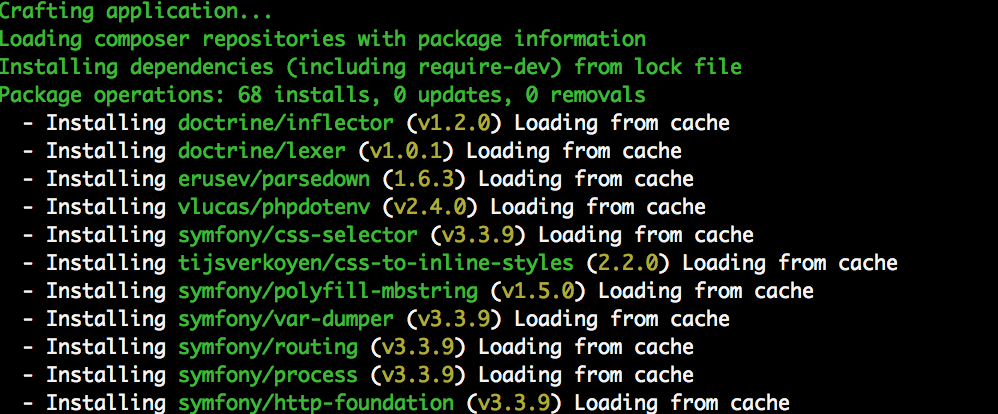 Crafting application...
Loading composer repositories with package information
Installing dependencies (including require-dev) from lock file
Package operations: 68 installs, 0 updates, 0 removals
  - Installing doctrine/inflector (v1.2.0) Loading from cache
  - Installing doctrine/lexer (v1.0.1) Loading from cache
  - Installing erusev/parsedown (1.6.3) Loading from cache
  - Installing vlucas/phpdotenv (v2.4.0) Loading from cache
  - Installing symfony/css-selector (v3.3.9) Loading from cache
  - Installing tijsverkoyen/css-to-inline-styles (2.2.0) Loading from cache
  - Installing symfony/polyfill-mbstring (v1.5.0) Loading from cache
  - Installing symfony/var-dumper (v3.3.9) Loading from cache
  - Installing symfony/routing (v3.3.9) Loading from cache
  - Installing symfony/process (v3.3.9) Loading from cache
  - Installing symfony/http-foundation (v3.3.9) Loading from cache